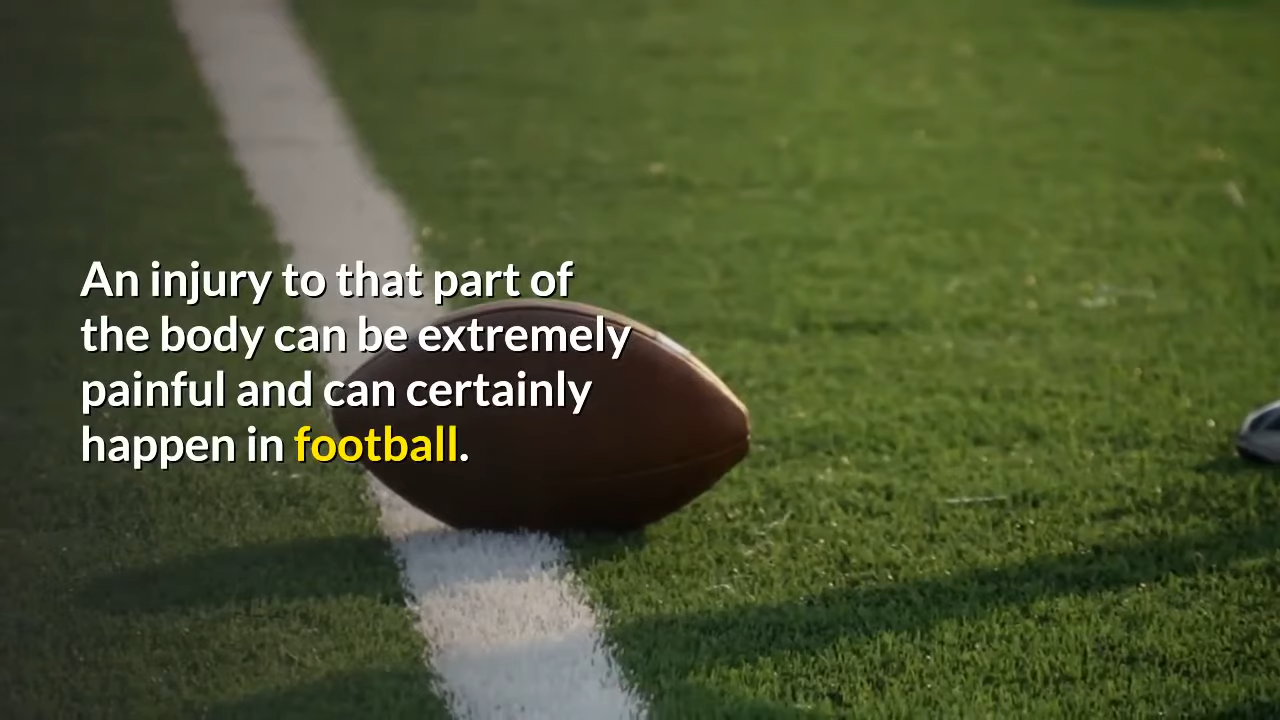 An injury to that part of
the body can be extremely
painful and can certainly
happen in football.